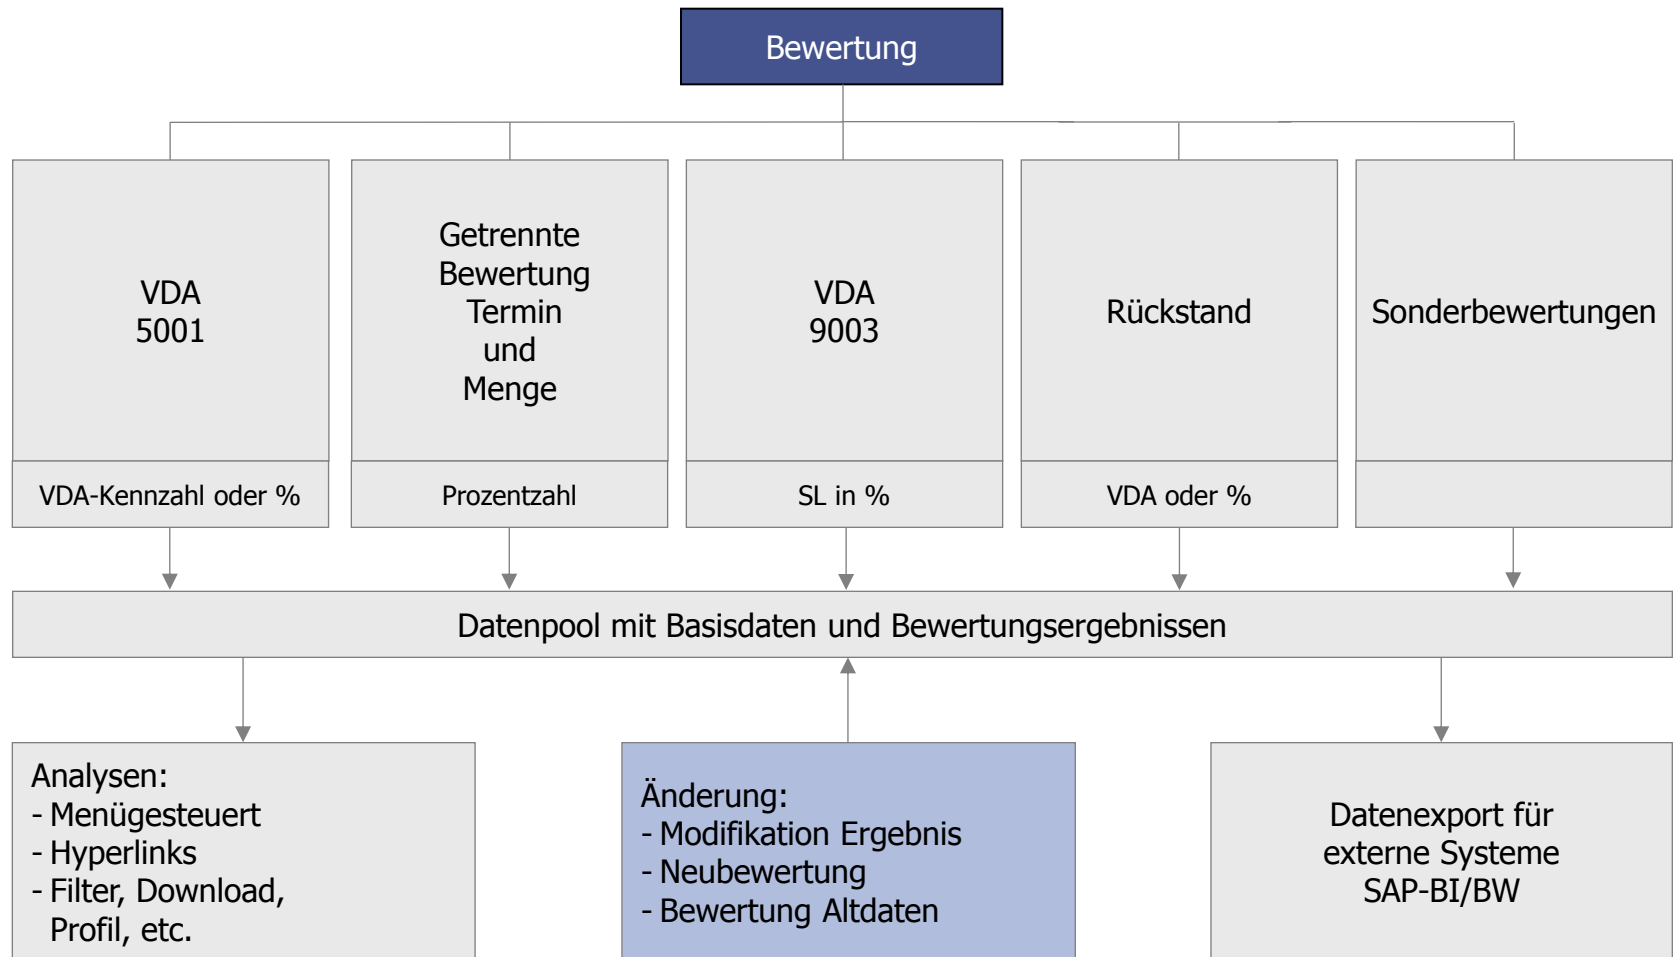 Bewertung
VDA
5001
Getrennte
Bewertung
Termin
und
Menge
VDA
9003
Rückstand
Sonderbewertungen
VDA-Kennzahl oder %
Prozentzahl
SL in %
VDA oder %
Datenpool mit Basisdaten und Bewertungsergebnissen
Analysen:
- Menügesteuert
- Hyperlinks
- Filter, Download,
Profil, etc.
Änderung:
- Modifikation Ergebnis
- Neubewertung
- Bewertung Altdaten
Datenexport für
externe Systeme
SAP-BI/BW